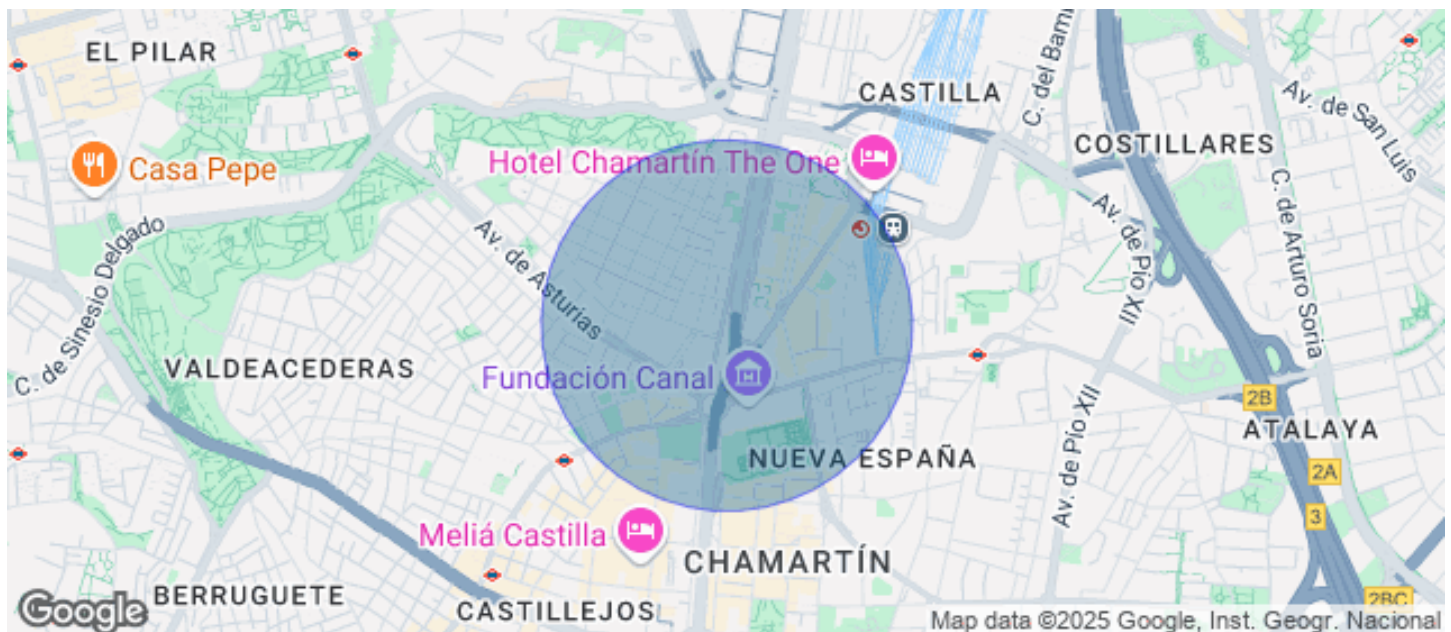 EL PILAR
CASTILLA
C. del Barri
Av. de San Luis
COSTILLARES
Hotel Chamartín The One
Casa Pepe
C. de Arturo Soria
Av. de Pío XII
Av. de Asturias
C. de Sinesio Delgado
VALDEACEDERAS
Fundación Canal
2B
ATALAYA
NUEVA ESPAÑA
Av. de Pío XII
2A
3
Meliá Castilla
CHAMARTÍN
BERRUGUETE
CASTILLEJOS
2BC
Google
Map data ©2025 Google, Inst. Geogr. Nacional